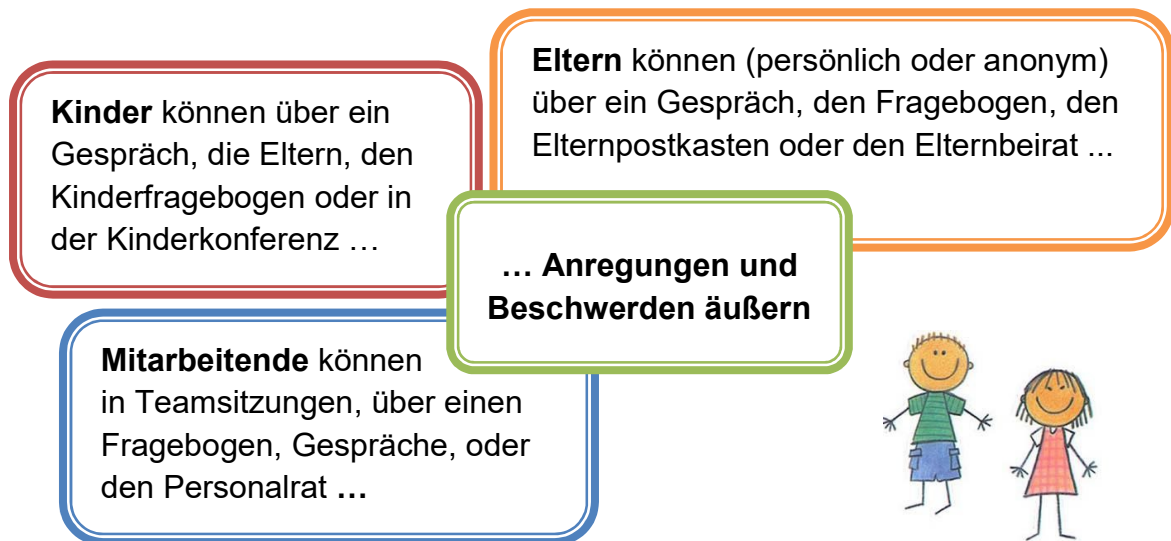 Kinder können über ein
Gespräch, die Eltern, den
Kinderfragebogen oder in
der Kinderkonferenz …
Eltern können (persönlich oder anonym)
über ein Gespräch, den Fragebogen, den
Elternpostkasten oder den Elternbeirat ...
… Anregungen und
Beschwerden äußern
Mitarbeitende können
in Teamsitzungen, über einen
Fragebogen, Gespräche, oder
den Personalrat …